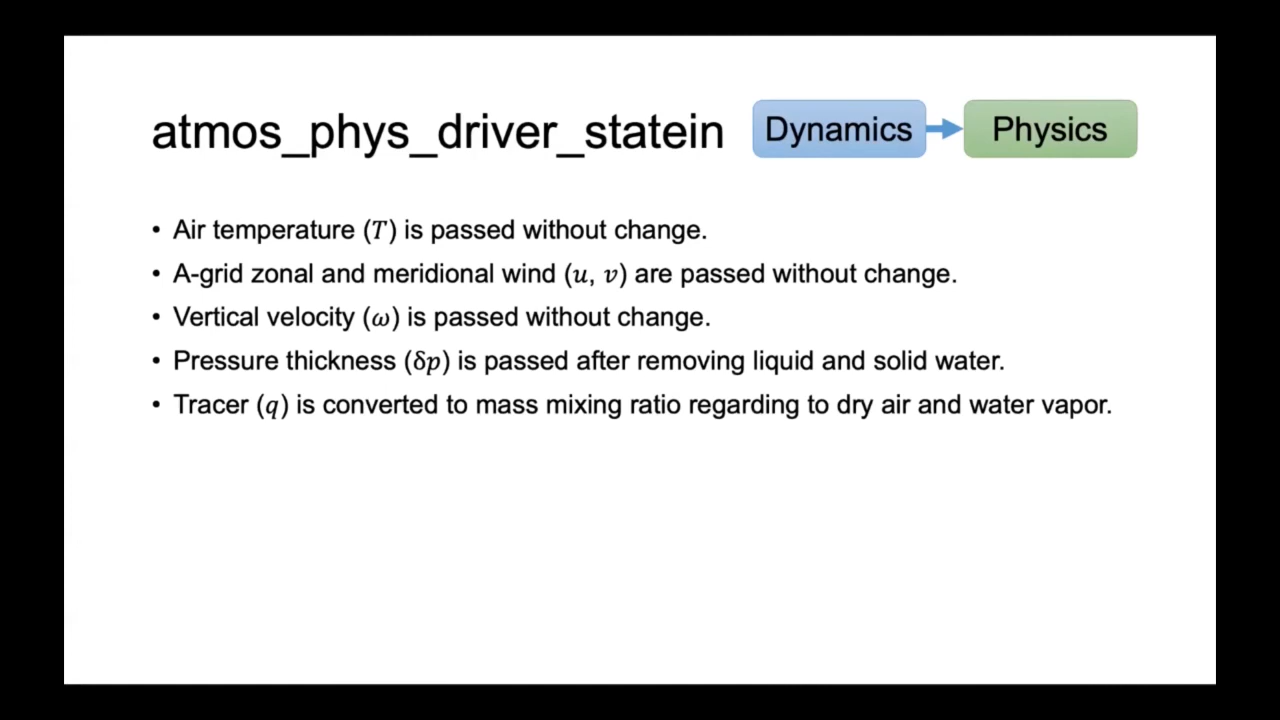 atmos_phys_driver_statein
Dynamics
Physics
• Air temperature (T) is passed without change.
• A-grid zonal and meridional wind (u, v) are passed without change.
• Vertical velocity (ω) is passed without change.
• Pressure thickness (δp) is passed after removing liquid and solid water.
• Tracer (q) is converted to mass mixing ratio regarding to dry air and water vapor.